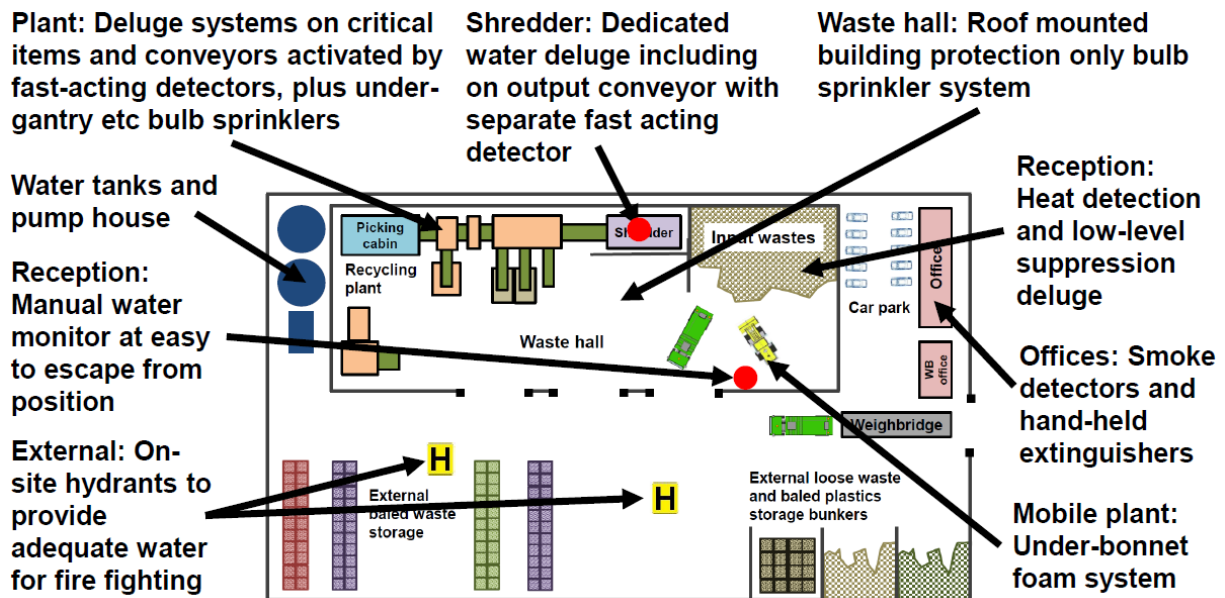 Plant: Deluge systems on critical
items and conveyors activated by
fast-acting detectors, plus under-
gantry etc bulb sprinklers
Shredder: Dedicated
water deluge including
on output conveyor with
separate fast acting
detector
Waste hall: Roof mounted
building protection only bulb
sprinkler system
Water tanks and
pump house
Reception:
Manual water
monitor at easy
to escape from
position
External: On-
site hydrants to
provide
adequate water
for fire fighting
Picking
cabin
Recycling
plant
Shredder
Input wastes
Waste hall
Car park
Office
WB
office
Weighbridge
H
H
External
baled waste
storage
External loose waste
and baled plastics
storage bunkers
Reception:
Heat detection
and low-level
suppression
deluge
Offices: Smoke
detectors and
hand-held
extinguishers
Mobile plant:
Under-bonnet
foam system